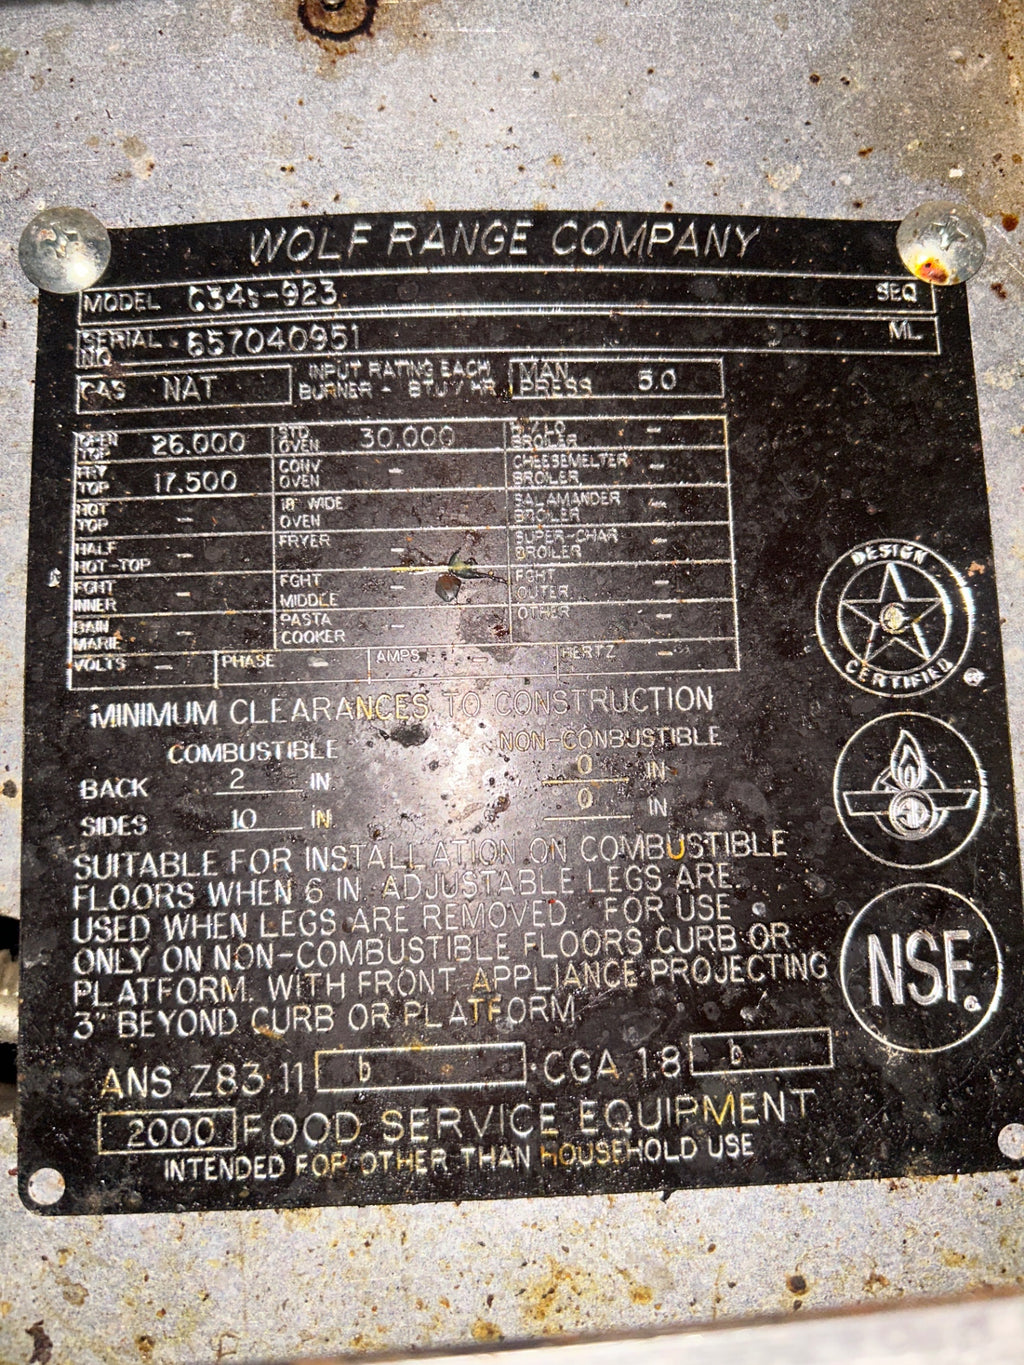 WOLF RANGE COMPANY
MODEL -923 SEQ
SERIAL NO. 657040951 ML
GAS NAT INPUT RATING EACH BURNER - BTU / HR. MAN. PRESS 5.0
OPEN TOP 26.000 STD OVEN 30.000 HI/LO BROILER -
FRY TOP 17.500 CONV OVEN - CHEESEMELTER BROILER -
HOT TOP - 18 WIDE OVEN SALAMANDER BROILER -
HALF HOT-TOP - FRYER - SUPER-CHAR BROILER -
FGHT INNER - FGHT MIDDLE - FGHT OUTER -
BAIN MARIE - PASTA COOKER - OTHER -
VOLTS - PHASE - AMPS - HERTZ -
MINIMUM CLEARANCES TO CONSTRUCTION
COMBUSTIBLE NON-CONBUSTIBLE
BACK 2 IN 0 IN
SIDES 10 IN 0 IN
SUITABLE FOR INSTALLATION ON COMBUSTIBLE
FLOORS WHEN 6 IN. ADJUSTABLE LEGS ARE
USED WHEN LEGS ARE REMOVED. FOR USE
ONLY ON NON-COMBUSTIBLE FLOORS CURB OR
PLATFORM. WITH FRONT APPLIANCE PROJECTING
3" BEYOND CURB OR PLATFORM.
ANS Z83.11 b .CGA 1.8 b
2000 FOOD SERVICE EQUIPMENT
INTENDED FOR OTHER THAN HOUSEHOLD USE
DESIGN
CERTIFIED
®
NSF®